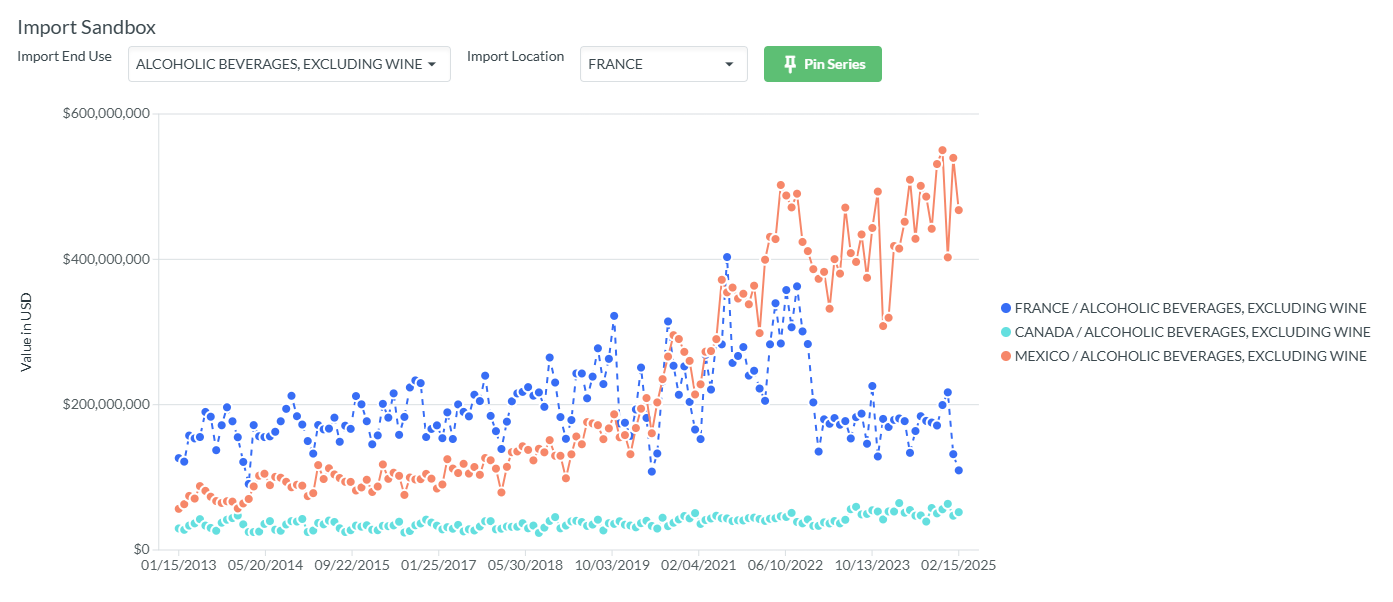 Import Sandbox
Import End Use ALCOHOLIC BEVERAGES, EXCLUDING WINE Import Location FRANCE Pin Series
$600,000,000
$400,000,000
$200,000,000
$0
Value in USD
01/15/2013 05/20/2014 09/22/2015 01/25/2017 05/30/2018 10/03/2019 02/04/2021 06/10/2022 10/13/2023 02/15/2025
FRANCE / ALCOHOLIC BEVERAGES, EXCLUDING WINE
CANADA / ALCOHOLIC BEVERAGES, EXCLUDING WINE
MEXICO / ALCOHOLIC BEVERAGES, EXCLUDING WINE